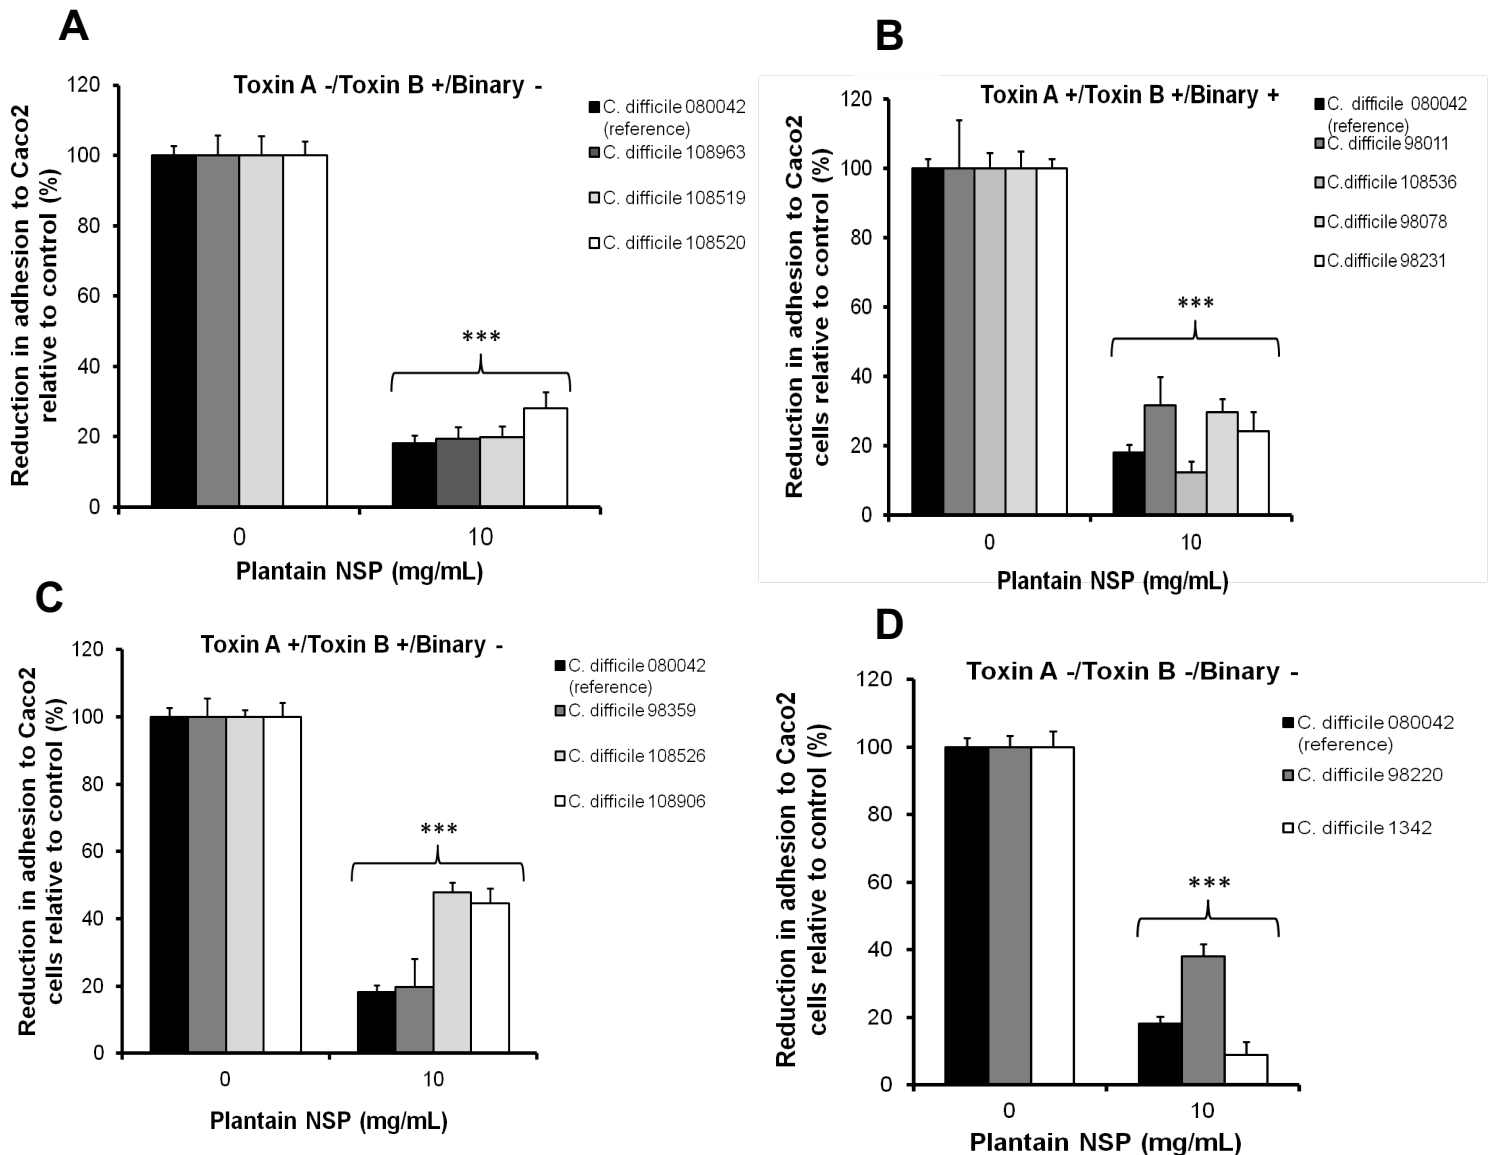 A
Toxin A -/Toxin B +/Binary -
Reduction in adhesion to Caco2
relative to control (%)
120
100
80
60
40
20
0
***
0
10
Plantain NSP (mg/mL)
C. difficile 080042
(reference)
C. difficile 108963
C. difficile 108519
C. difficile 108520
B
Toxin A +/Toxin B +/Binary +
Reduction in adhesion to Caco2
cells relative to control (%)
120
100
80
60
40
20
0
***
0
10
Plantain NSP (mg/mL)
C. difficile 080042
(reference)
C. difficile 98011
C.difficile 108536
C.difficile 98078
C.difficile 98231
C
Toxin A +/Toxin B +/Binary -
Reduction in adhesion to Caco2
cells relative to control (%)
120
100
80
60
40
20
0
***
0
10
Plantain NSP (mg/mL)
C. difficile 080042
(reference)
C. difficile 98359
C. difficile 108526
C. difficile 108906
D
Toxin A -/Toxin B -/Binary -
Reduction in adhesion to Caco2
cells relative to control (%)
120
100
80
60
40
20
0
***
0
10
Plantain NSP (mg/mL)
C. difficile 080042
(reference)
C. difficile 98220
C. difficile 1342